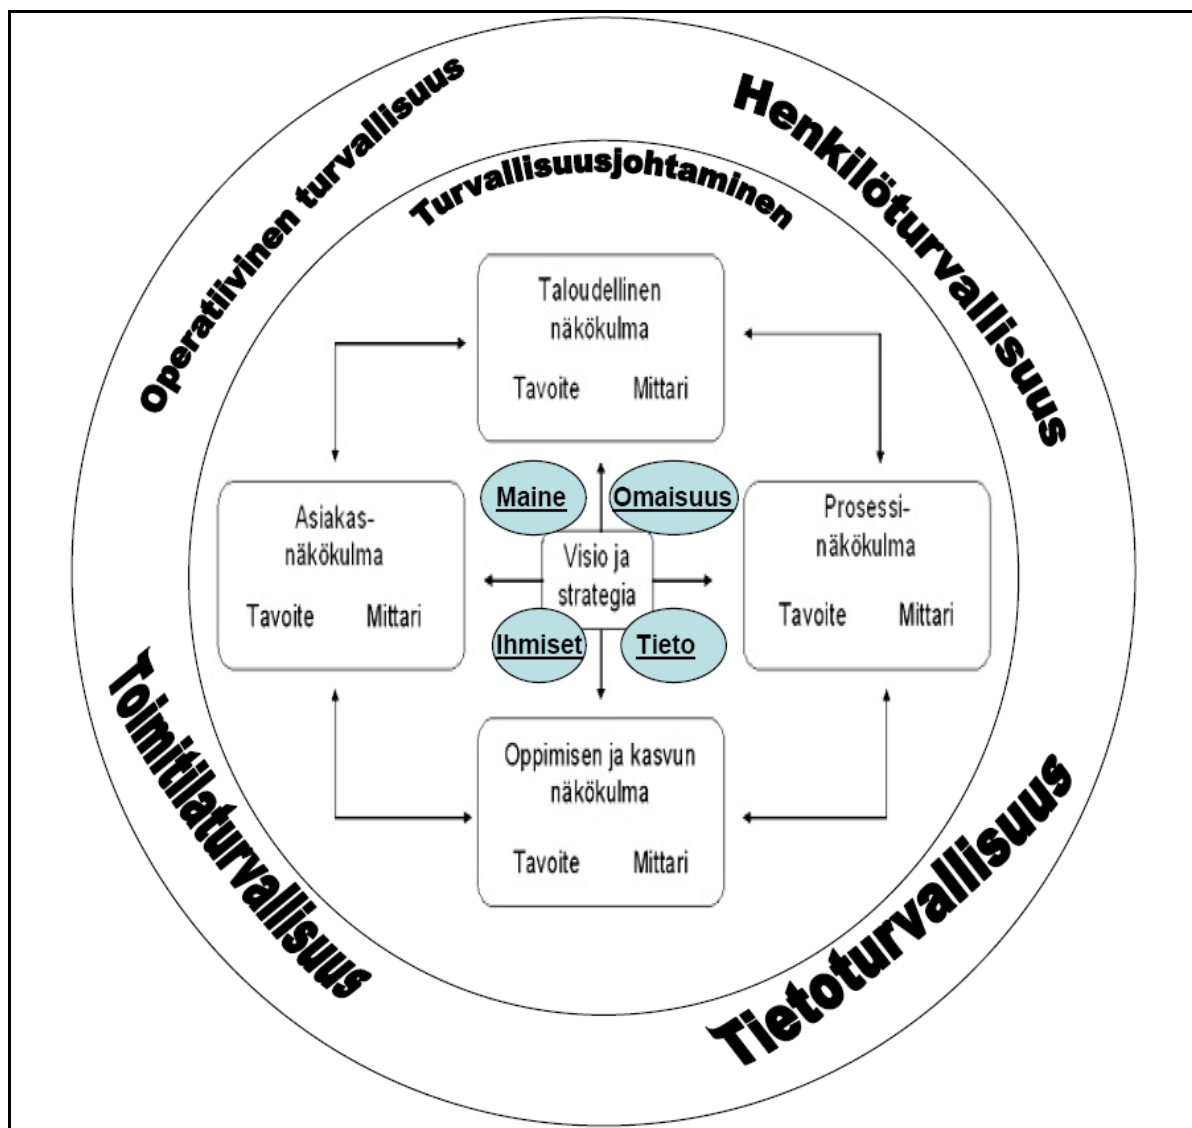 Operatiivinen turvallisuus
Henkilöturvallisuus
Turvallisuusjohtaminen
Taloudellinen
näkökulma
Tavoite Mittari
Maine Omaisuus
Asiakas-
näkökulma
Tavoite Mittari
Visio ja
strategia
Prosessi-
näkökulma
Tavoite Mittari
Ihmiset Tieto
Oppimisen ja kasvun
näkökulma
Tavoite Mittari
Toimitilaturvallisuus
Tietoturvallisuus